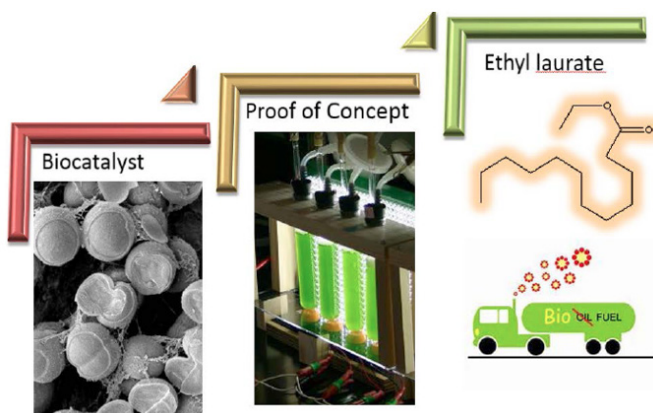 Biocatalyst
Proof of Concept
Ethyl laurate
O
O
Bio OIL FUEL